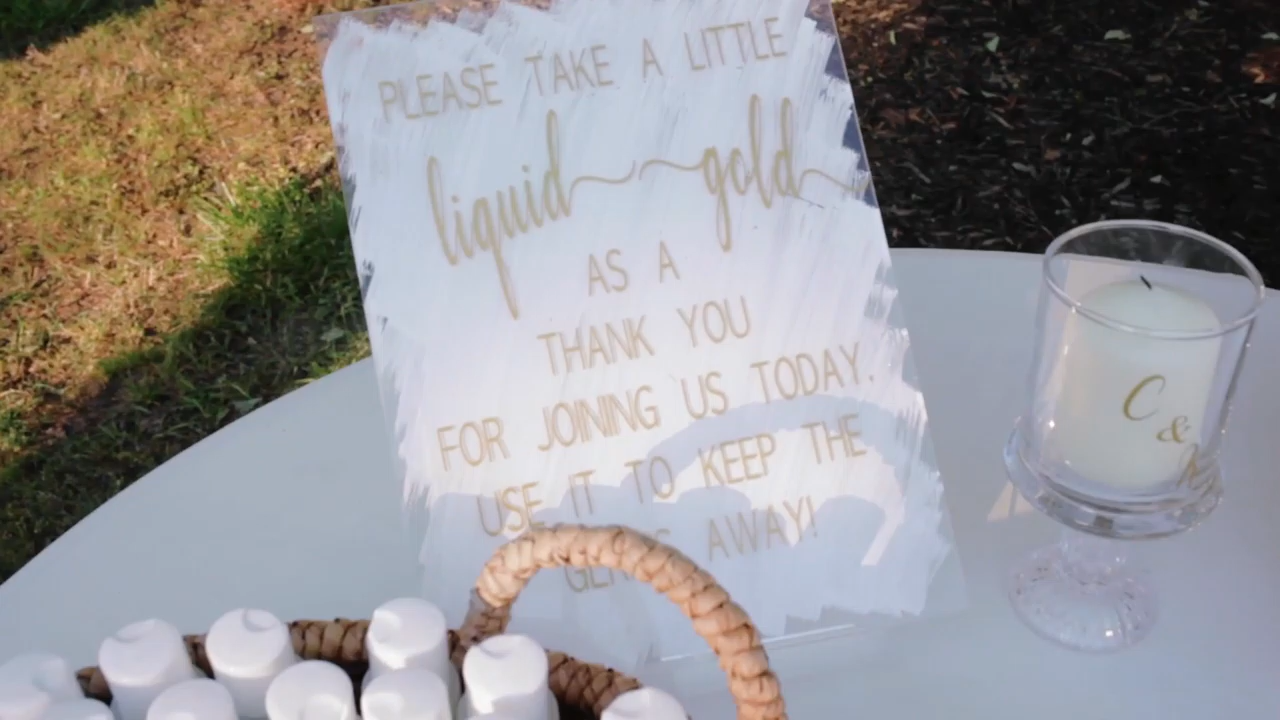 PLEASE TAKE A LITTLE
liquid gold
AS A
THANK YOU
FOR JOINING US TODAY.
USE IT TO KEEP THE
AWAY!
C
&